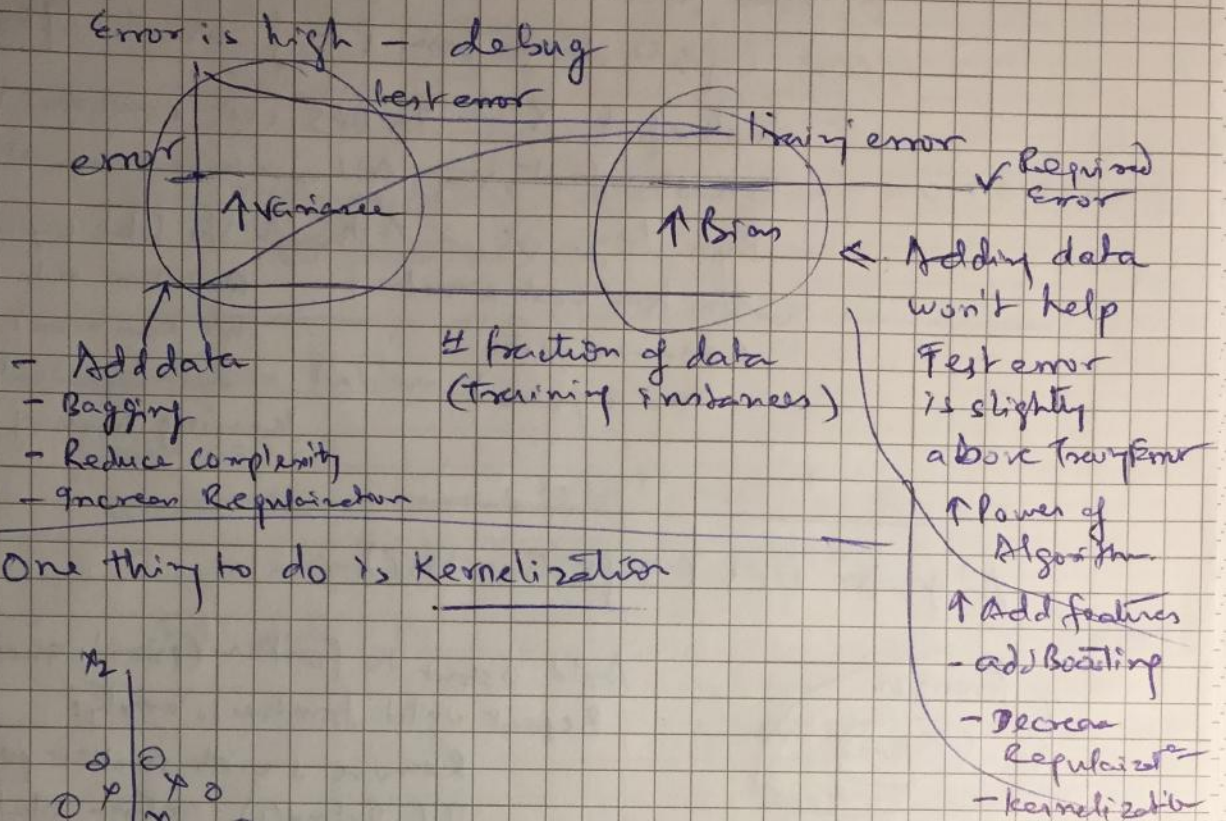 Error is high - debug
test error
error
training error
✓ Required
Error
↑ variance
↑ Bias
← Adding data
won't help
Test error
is slightly
above Train Error
- Add data
- Bagging
- Reduce Complexity
- Increase Regularization
# fraction of data
(training instances)
↑ Power of
Algorithm
↑ Add features
- add Boosting
- Decrease
Regularization
- Kernelization
One thing to do is Kernelization
x2